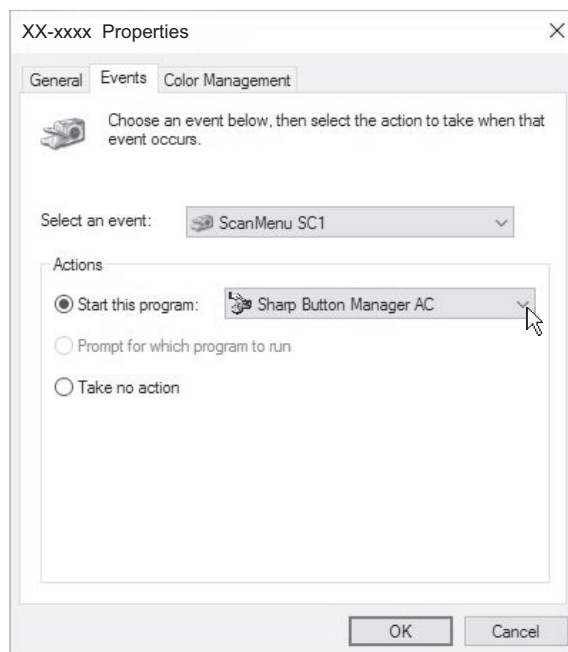 XX-xxxx Properties
General Events Color Management
Choose an event below, then select the action to take when that
event occurs.
Select an event: ScanMenu SC1
Actions
Start this program: Sharp Button Manager AC
Prompt for which program to run
Take no action
OK Cancel